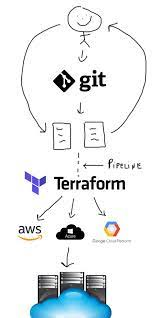 git
PIPELINE
Terraform
aws
Azure
Google Cloud Platform